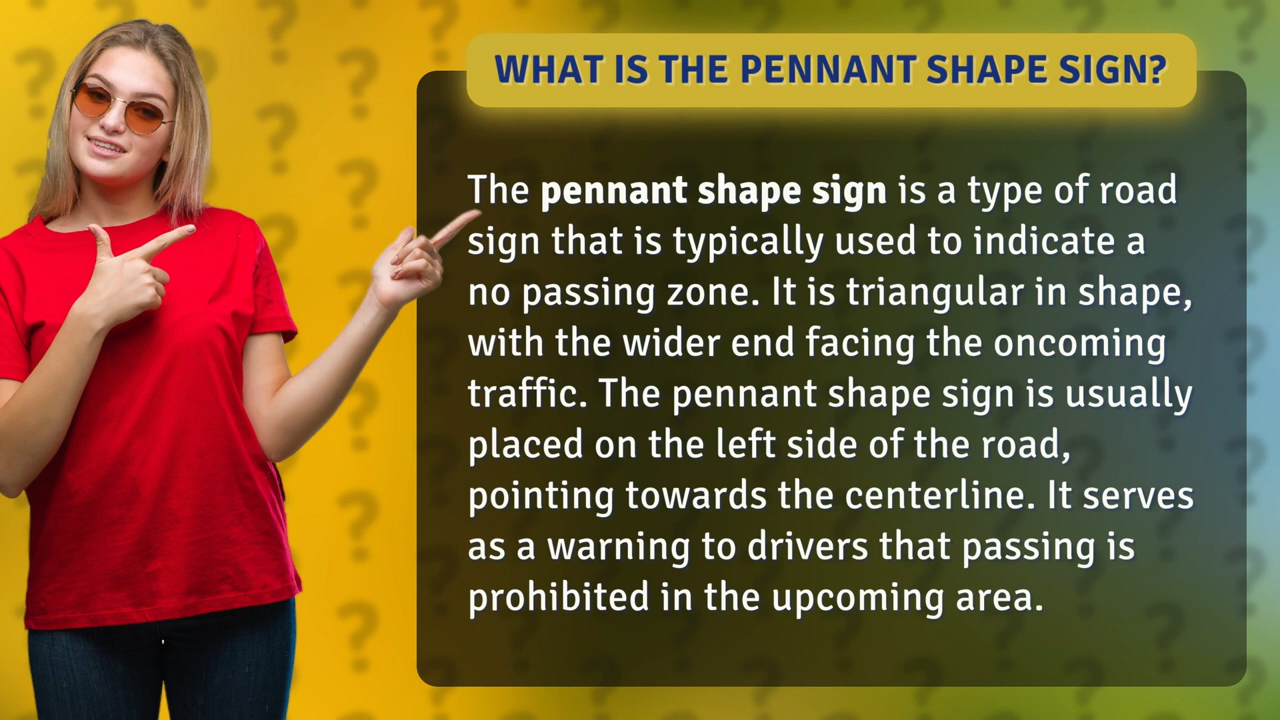 WHAT IS THE PENNANT SHAPE SIGN?
The pennant shape sign is a type of road
sign that is typically used to indicate a
no passing zone. It is triangular in shape,
with the wider end facing the oncoming
traffic. The pennant shape sign is usually
placed on the left side of the road,
pointing towards the centerline. It serves
as a warning to drivers that passing is
prohibited in the upcoming area.